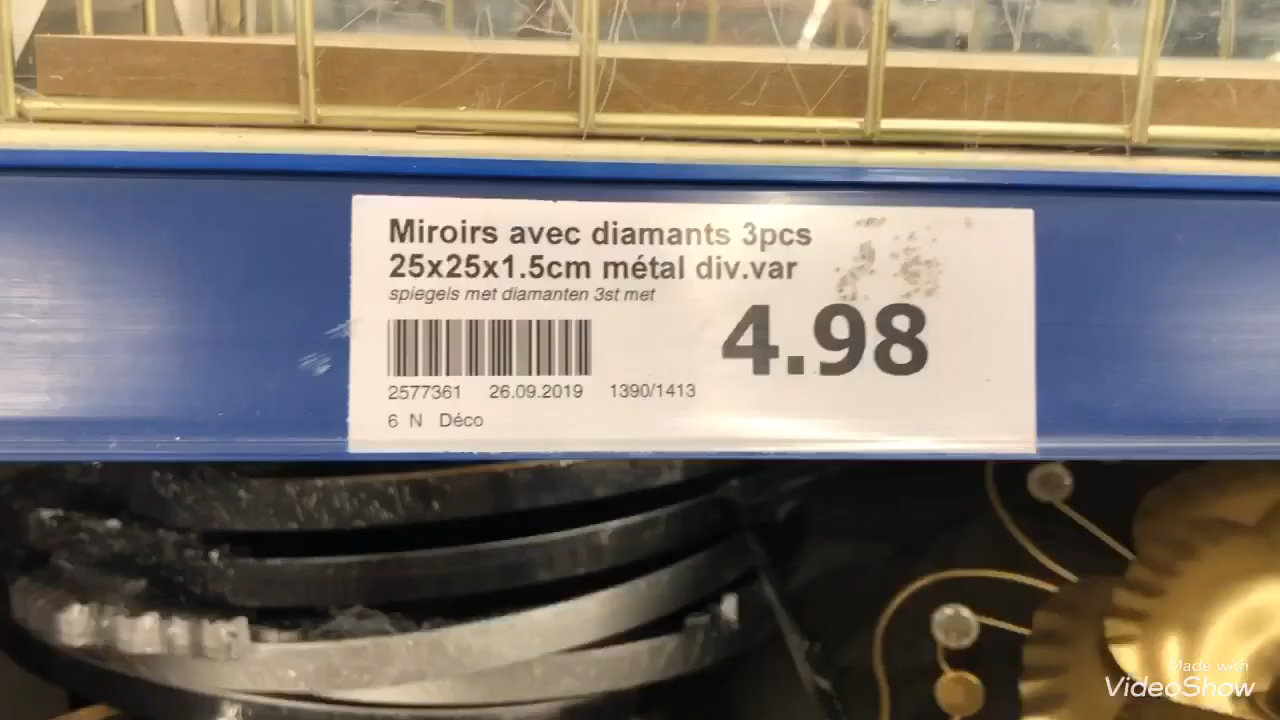 Miroirs avec diamants 3pcs
25x25x1.5cm métal div.var
spiegels met diamanten 3st met
4.98
2577361 26.09.2019 1390/1413
6 N Déco
Made with
VideoShow